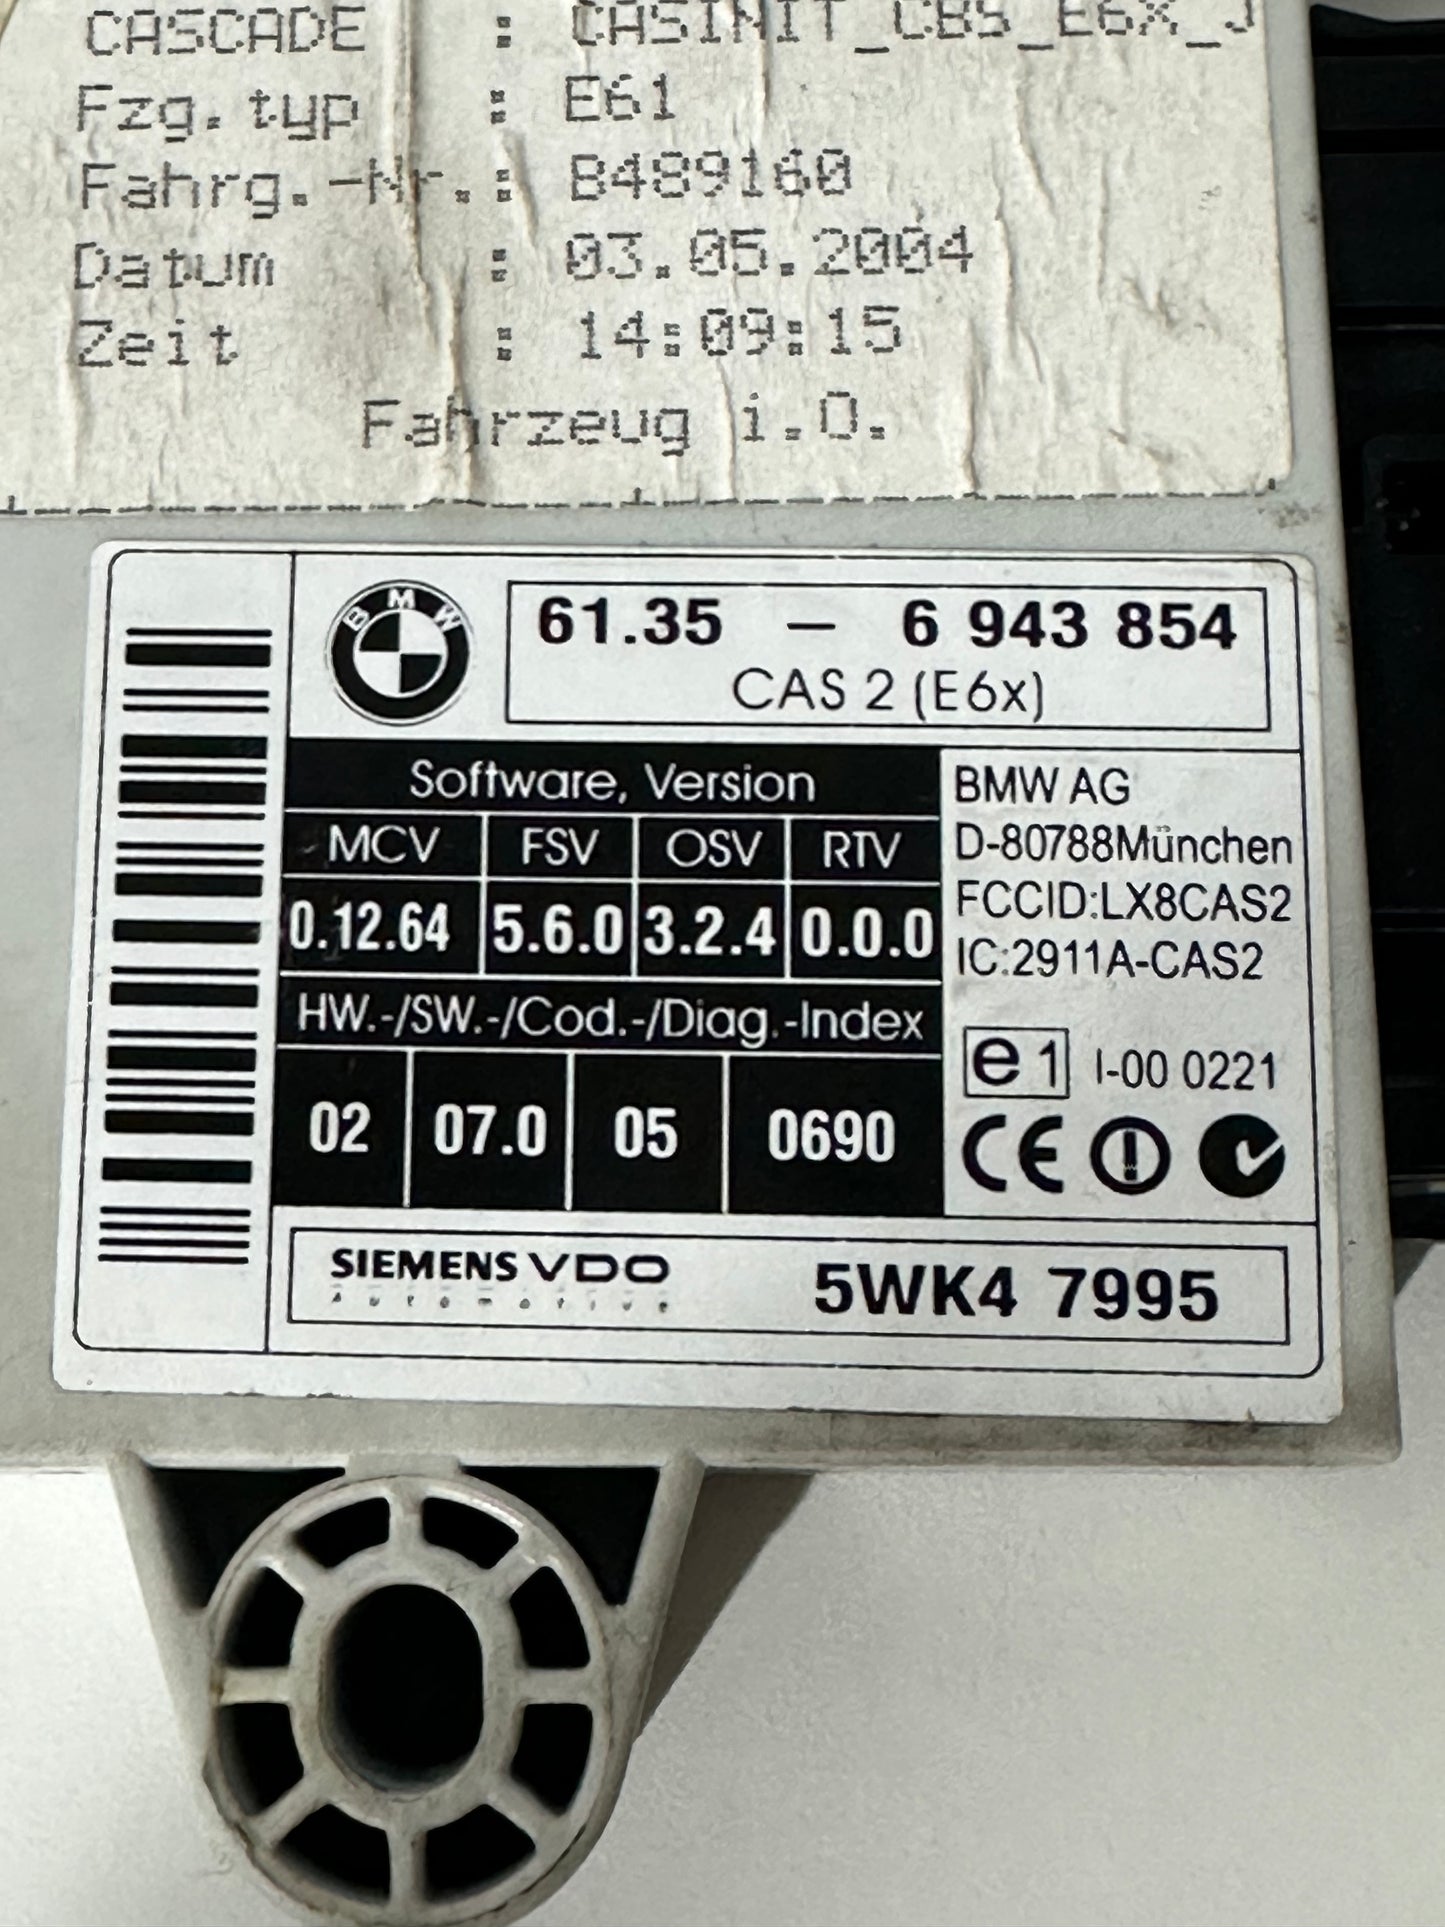 CASCADE : CASINIT_CBS_E6X_J
Fzg.typ : E61
Fahrg.-Nr.: B489160
Datum : 03.05.2004
Zeit : 14:09:15
Fahrzeug i.O.
BMW
61.35 – 6 943 854
CAS 2 (E6x)
Software, Version
MCV FSV OSV RTV
0.12.64 5.6.0 3.2.4 0.0.0
HW.-/SW.-/Cod.-/Diag.-Index
02 07.0 05 0690
BMW AG
D-80788München
FCCID:LX8CAS2
IC:2911A-CAS2
e1 I-00 0221
CE
SIEMENS VDO
Automotive
5WK4 7995